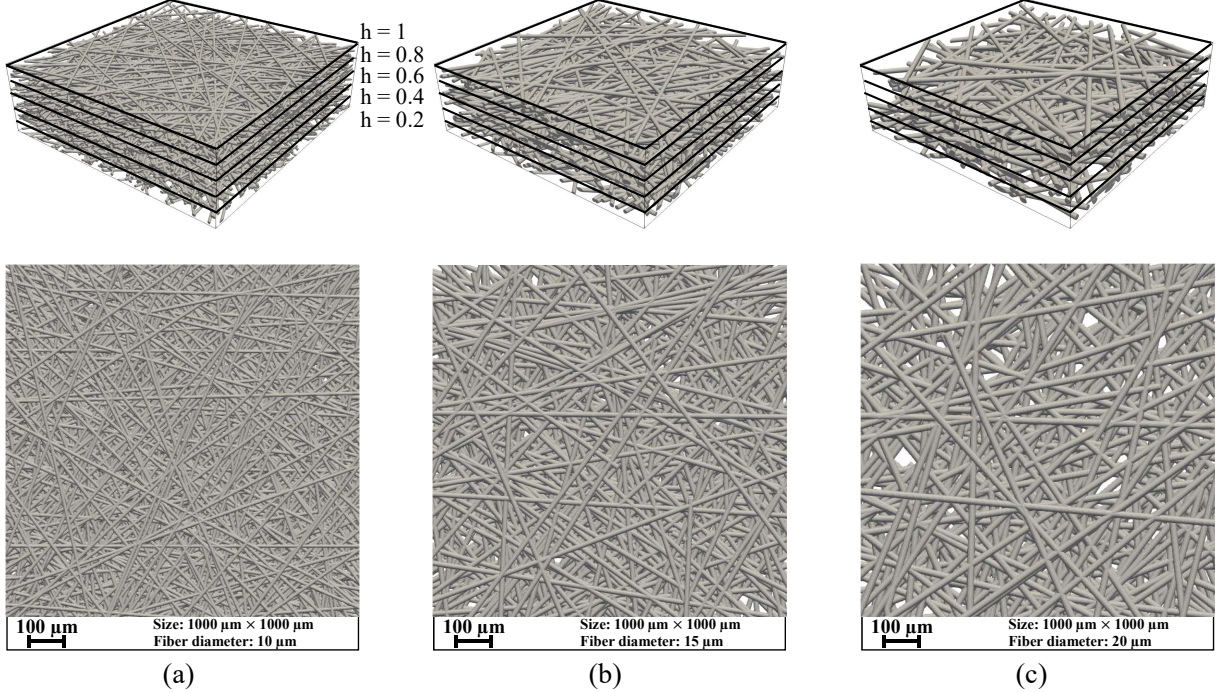 h = 1
h = 0.8
h = 0.6
h = 0.4
h = 0.2
100 µm
Size: 1000 µm × 1000 µm
Fiber diameter: 10 µm
100 µm
Size: 1000 µm × 1000 µm
Fiber diameter: 15 µm
100 µm
Size: 1000 µm × 1000 µm
Fiber diameter: 20 µm
(a)
(b)
(c)